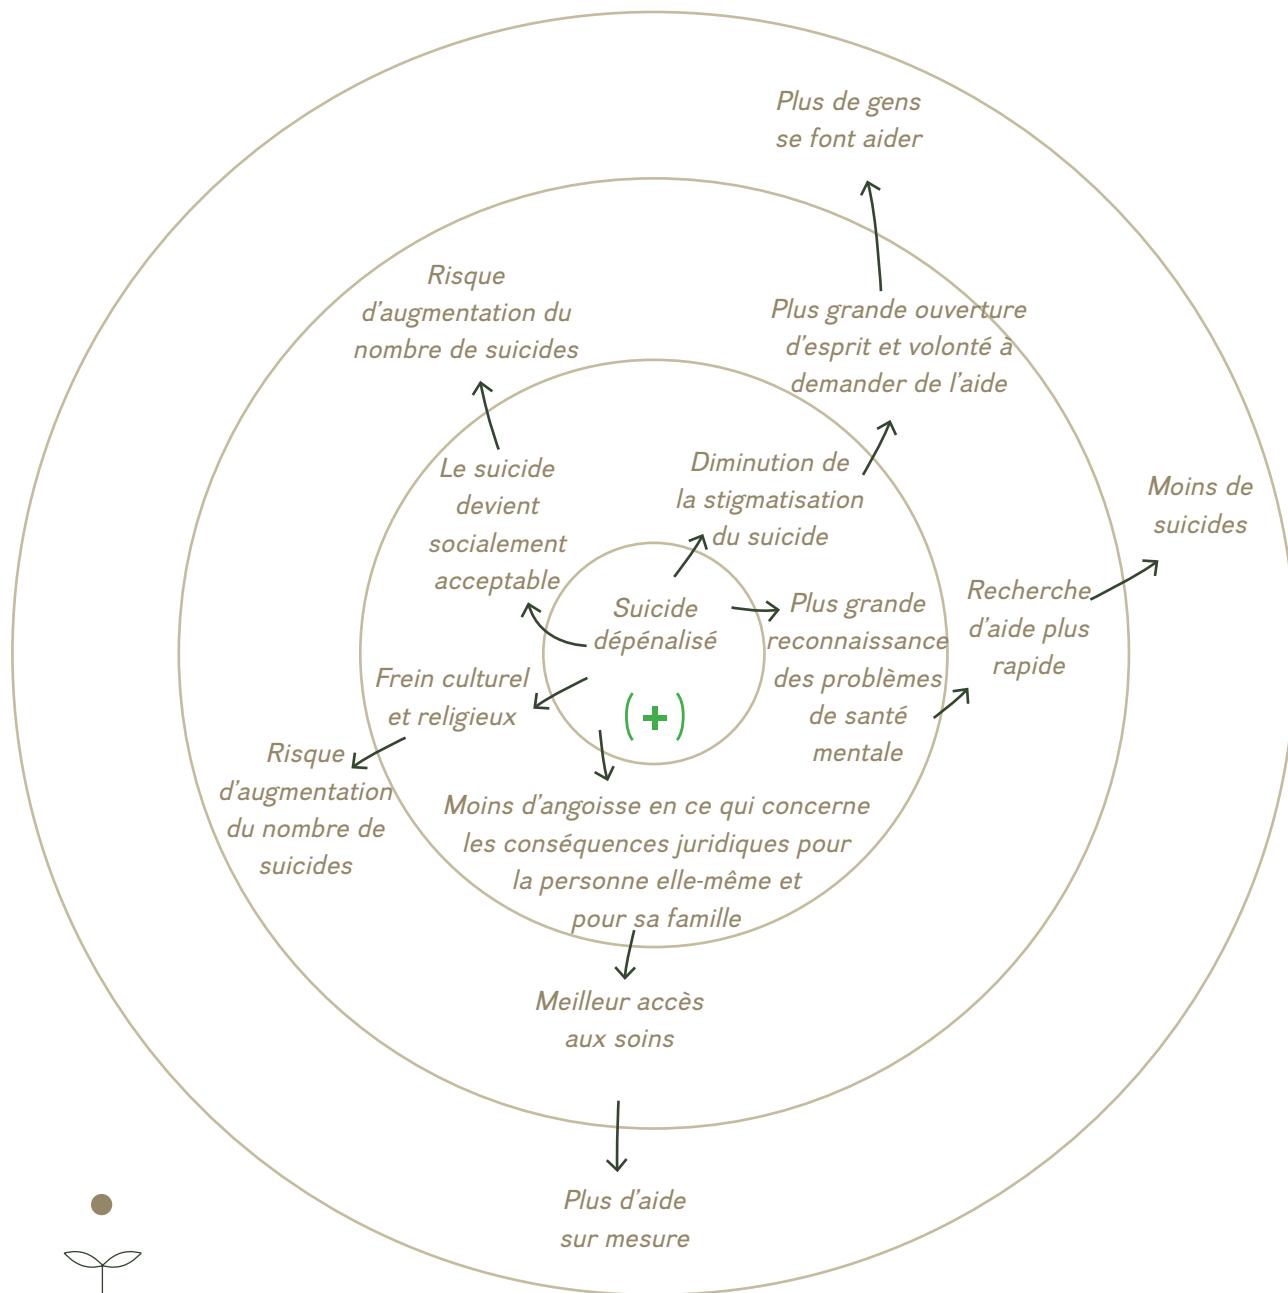 Plus de gens
se font aider
Risque
d'augmentation du
nombre de suicides
Plus grande ouverture
d'esprit et volonté à
demander de l'aide
Le suicide
devient
socialement
acceptable
Diminution de
la stigmatisation
du suicide
Moins de
suicides
Suicide
dépénalisé
(+)
Plus grande
reconnaissance
des problèmes
de santé
mentale
Recherche
d'aide plus
rapide
Frein culturel
et religieux
Risque
d'augmentation
du nombre de
suicides
Moins d'angoisse en ce qui concerne
les conséquences juridiques pour
la personne elle-même et
pour sa famille
Meilleur accès
aux soins
Plus d'aide
sur mesure